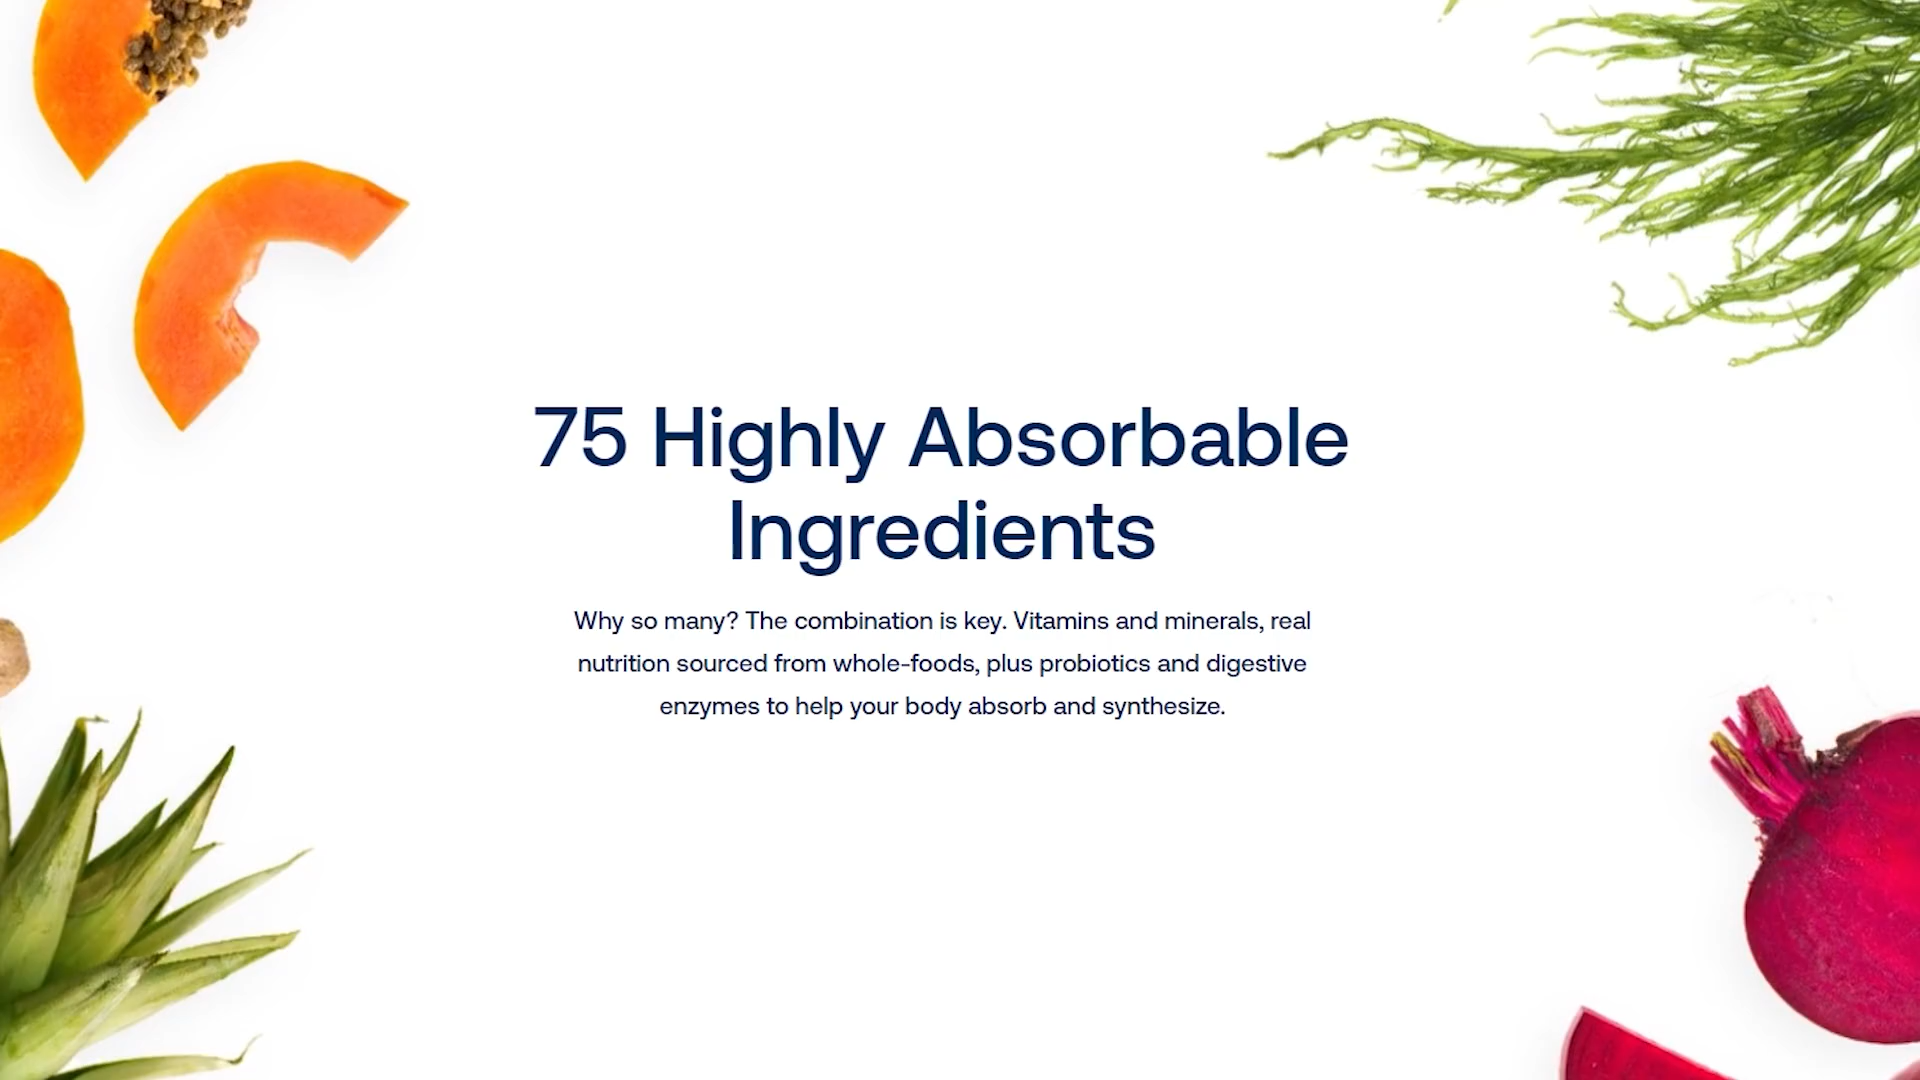 75 Highly Absorbable
Ingredients
Why so many? The combination is key. Vitamins and minerals, real
nutrition sourced from whole-foods, plus probiotics and digestive
enzymes to help your body absorb and synthesize.